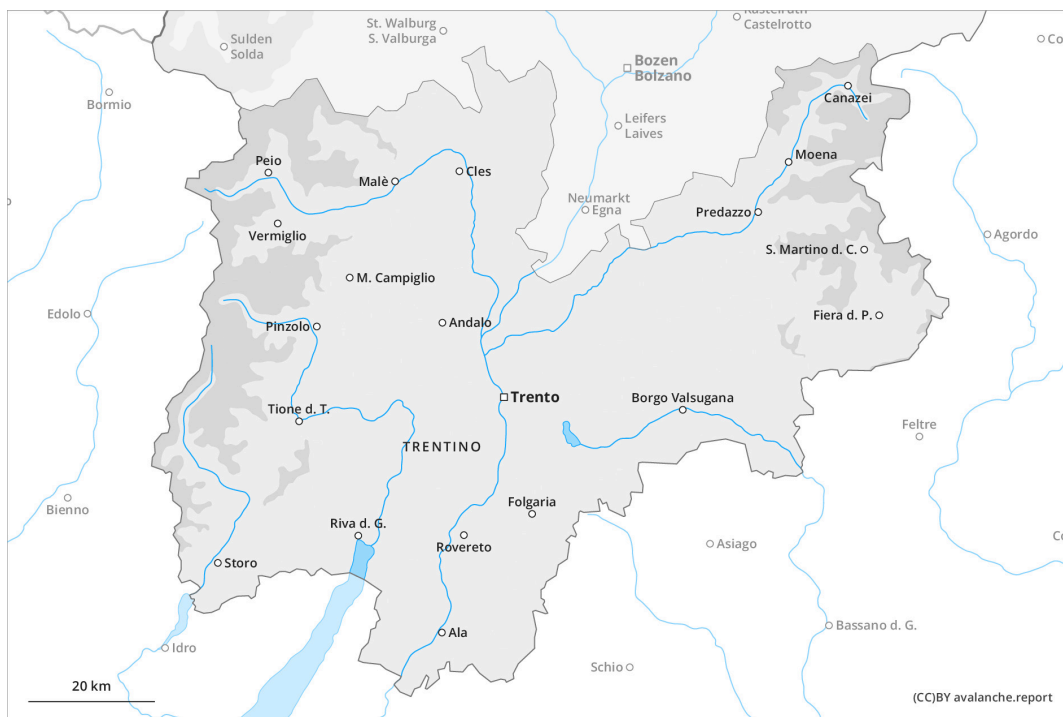 Kastelruth
Castelrotto
St. Walburg
S. Valburga
Sulden
Solda
Co
Bozen
Bolzano
Bormio
Canazei
Leifers
Laives
Moena
Peio
Malè
Cles
Neumarkt
Egna
Predazzo
Vermiglio
Agordo
S. Martino d. C.
M. Campiglio
Edolo
Pinzolo
Andalo
Fiera d. P.
Trento
Borgo Valsugana
Tione d. T.
Feltre
TRENTINO
Bienno
Folgaria
Riva d. G.
Rovereto
Asiago
Co
Storo
Bassano d. G.
Ala
Idro
Schio
20 km
(CC)BY avalanche.report